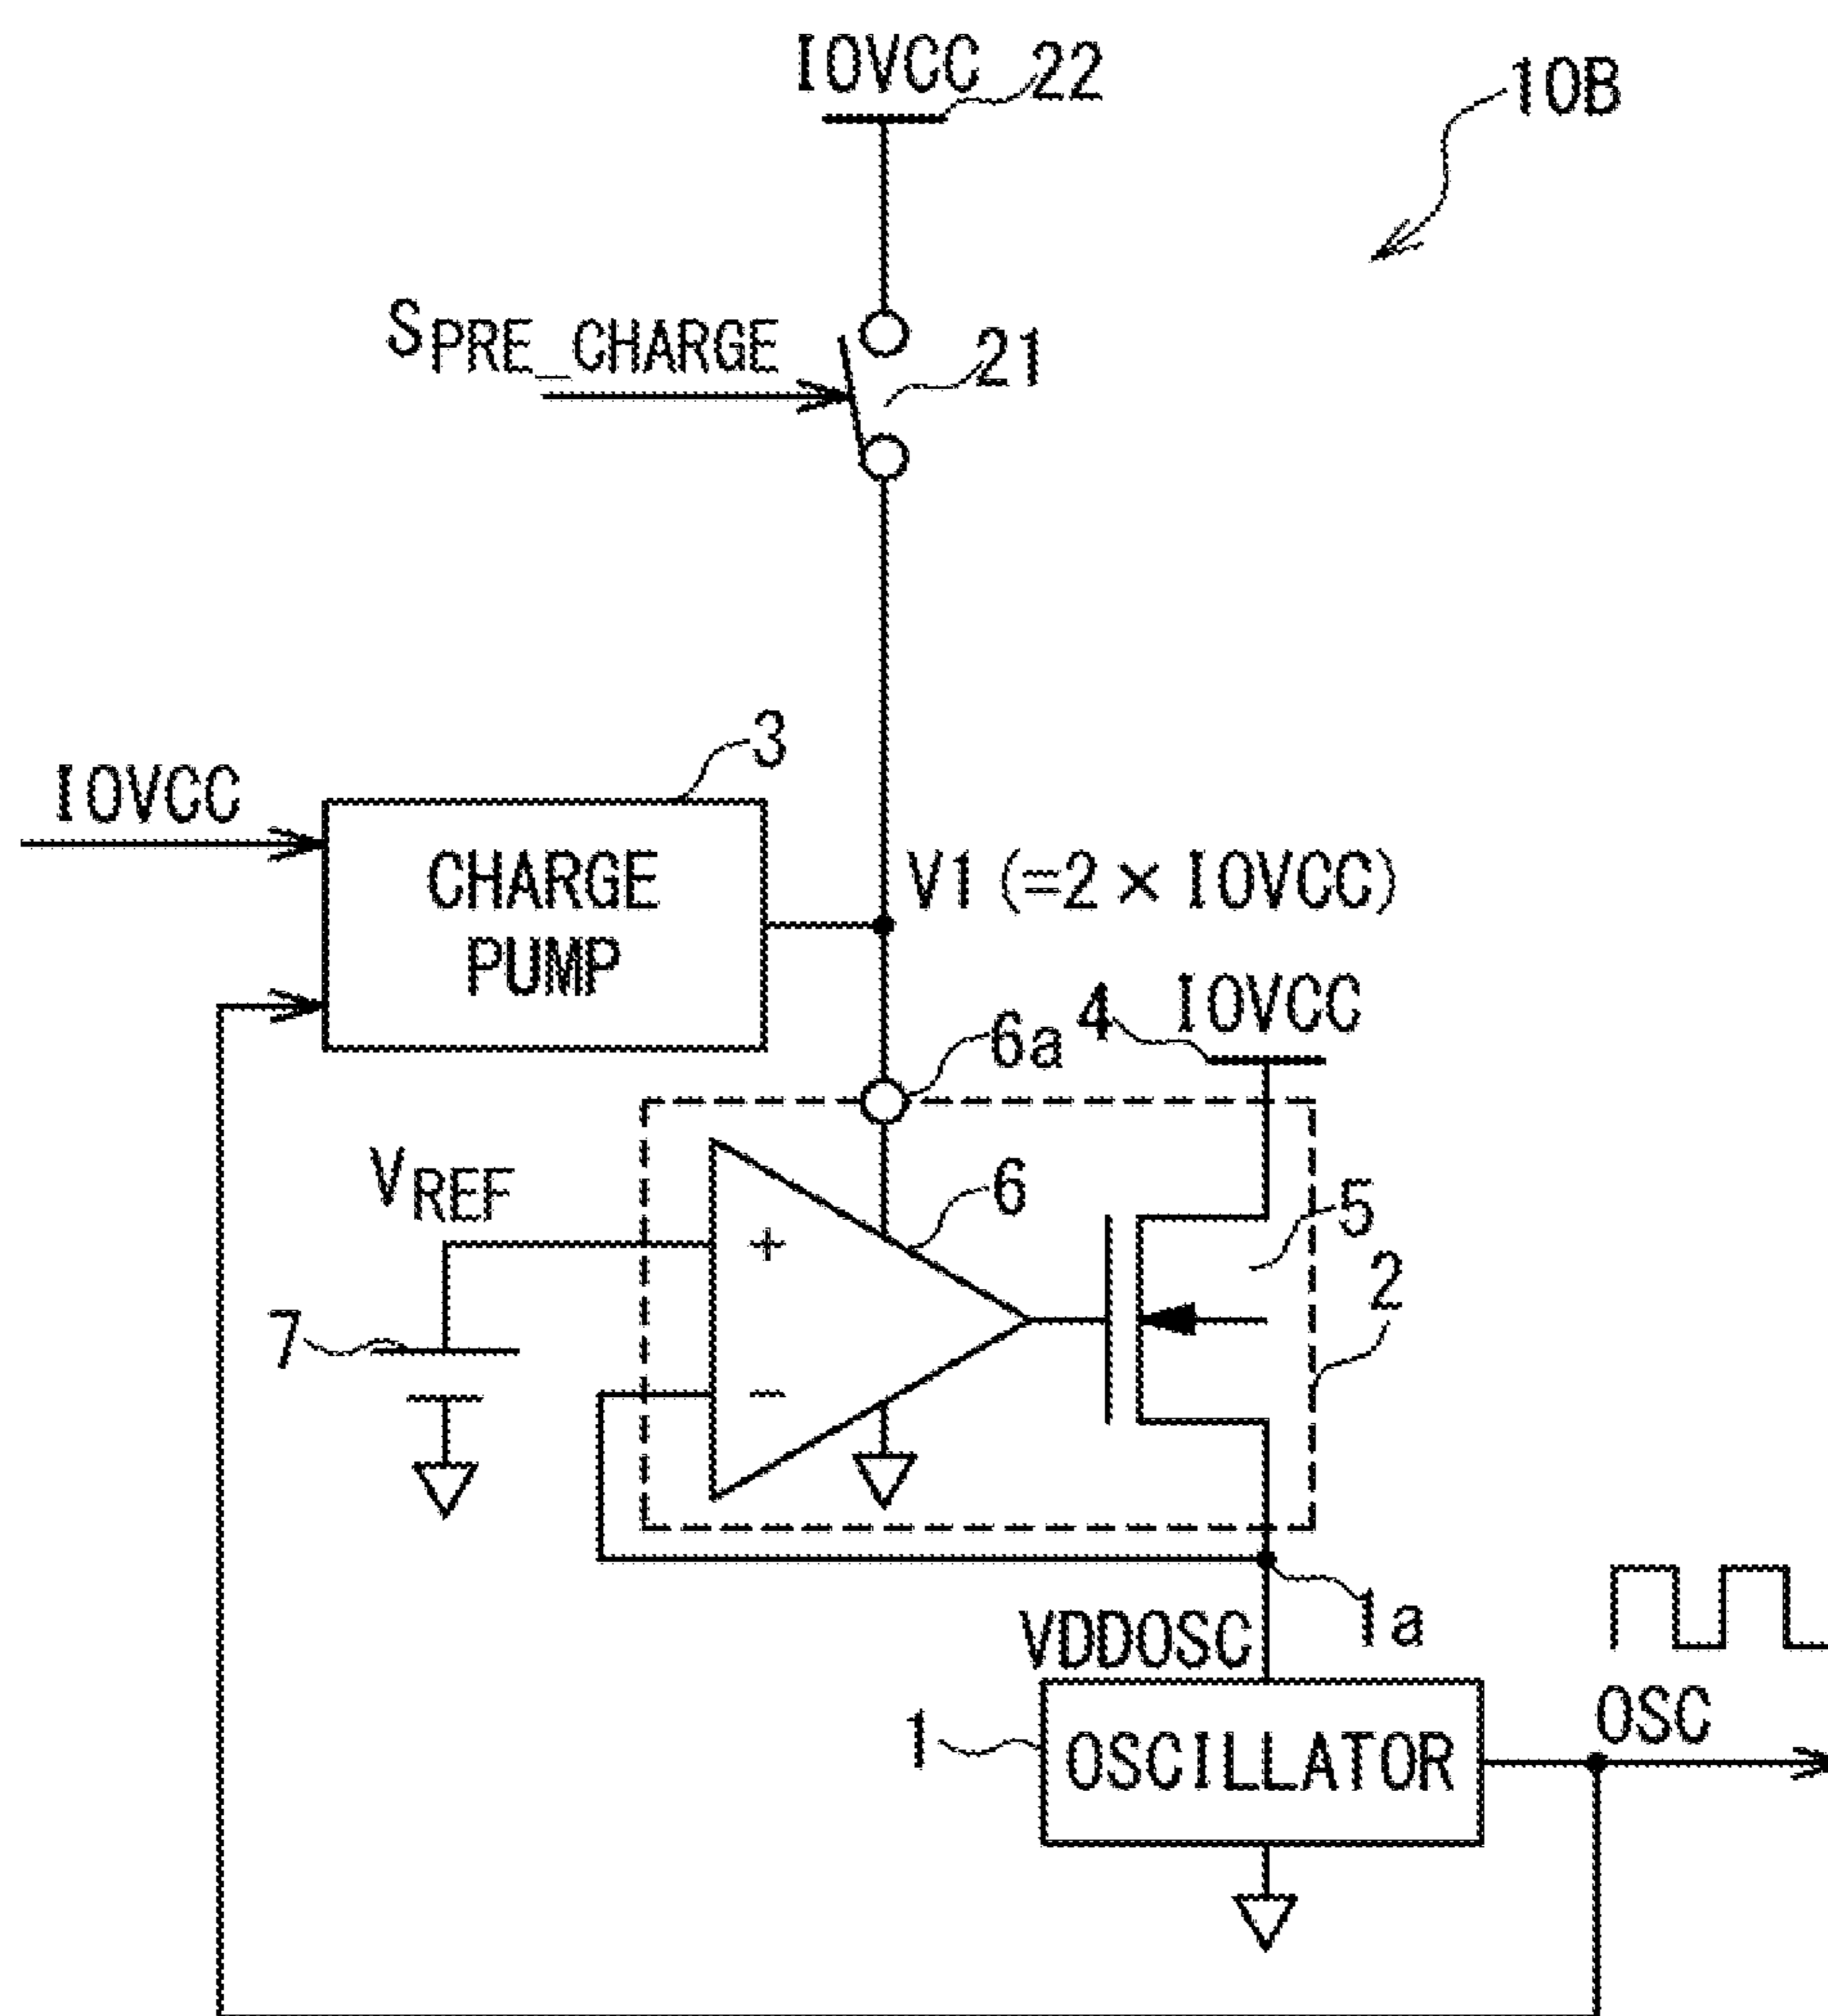 IOVCC 22
10B
SPRE_CHARGE
21
3
IOVCC
CHARGE
PUMP
V1 (=2 × IOVCC)
6a
4
IOVCC
VREF
+
6
5
2
7
−
1a
VDDOSC
1
OSCILLATOR
OSC